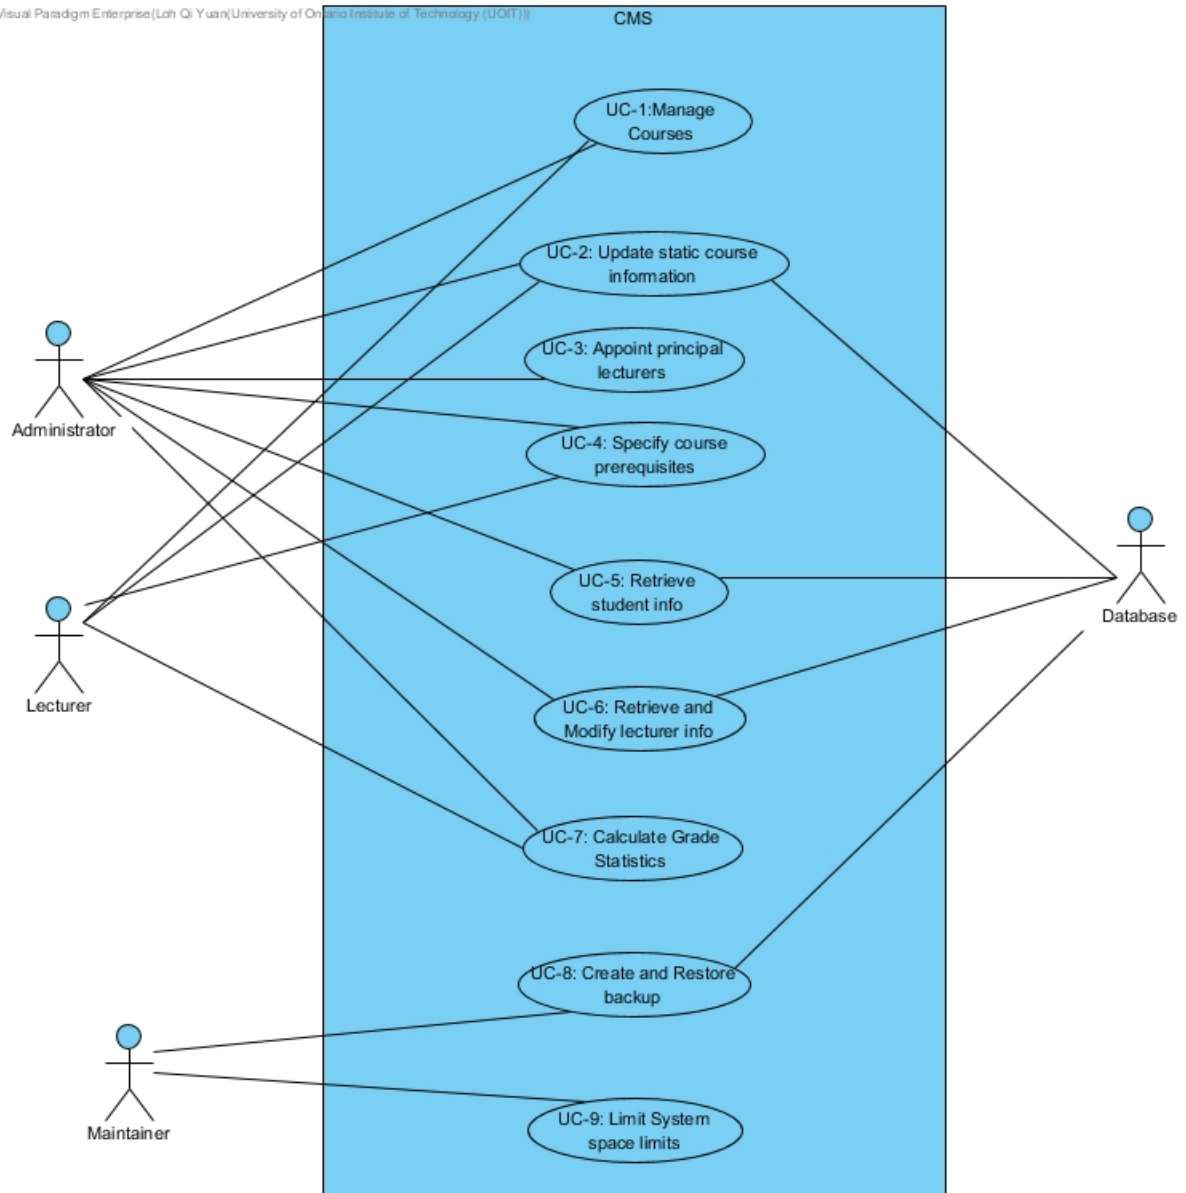 Visual Paradigm Enterprise(Loh Qi Yuan(University of Ontario Institute of Technology (UOIT)))
CMS
UC-1:Manage
Courses
UC-2: Update static course
information
UC-3: Appoint principal
lecturers
Administrator
UC-4: Specify course
prerequisites
UC-5: Retrieve
student info
Database
Lecturer
UC-6: Retrieve and
Modify lecturer info
UC-7: Calculate Grade
Statistics
UC-8: Create and Restore
backup
Maintainer
UC-9: Limit System
space limits